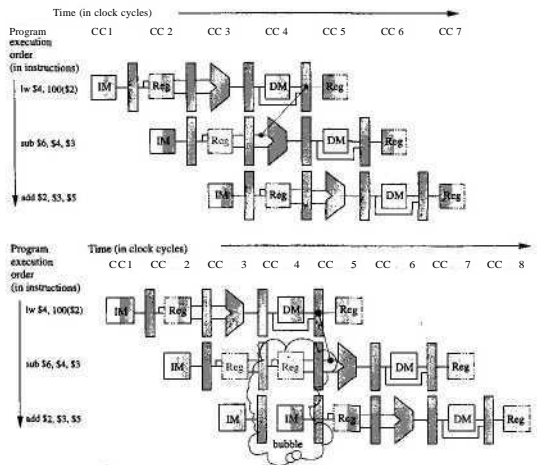 Time (in clock cycles)
Program
execution
order
(in instructions)
CC 1 CC 2 CC 3 CC 4 CC 5 CC 6 CC 7
lw $4, 100($2)
IM Reg DM Reg
sub $6, $4, $3
IM Reg DM Reg
add $2, $3, $5
IM Reg DM Reg
Program
execution
order
(in instructions)
Time (in clock cycles)
CC 1 CC 2 CC 3 CC 4 CC 5 CC . 6 CC . 7 CC 8
lw $4, 100($2)
IM Reg DM Reg
sub $6, $4, $3
IM Reg Reg DM Reg
add $2, $3, $5
IM IM Reg DM Reg
bubble